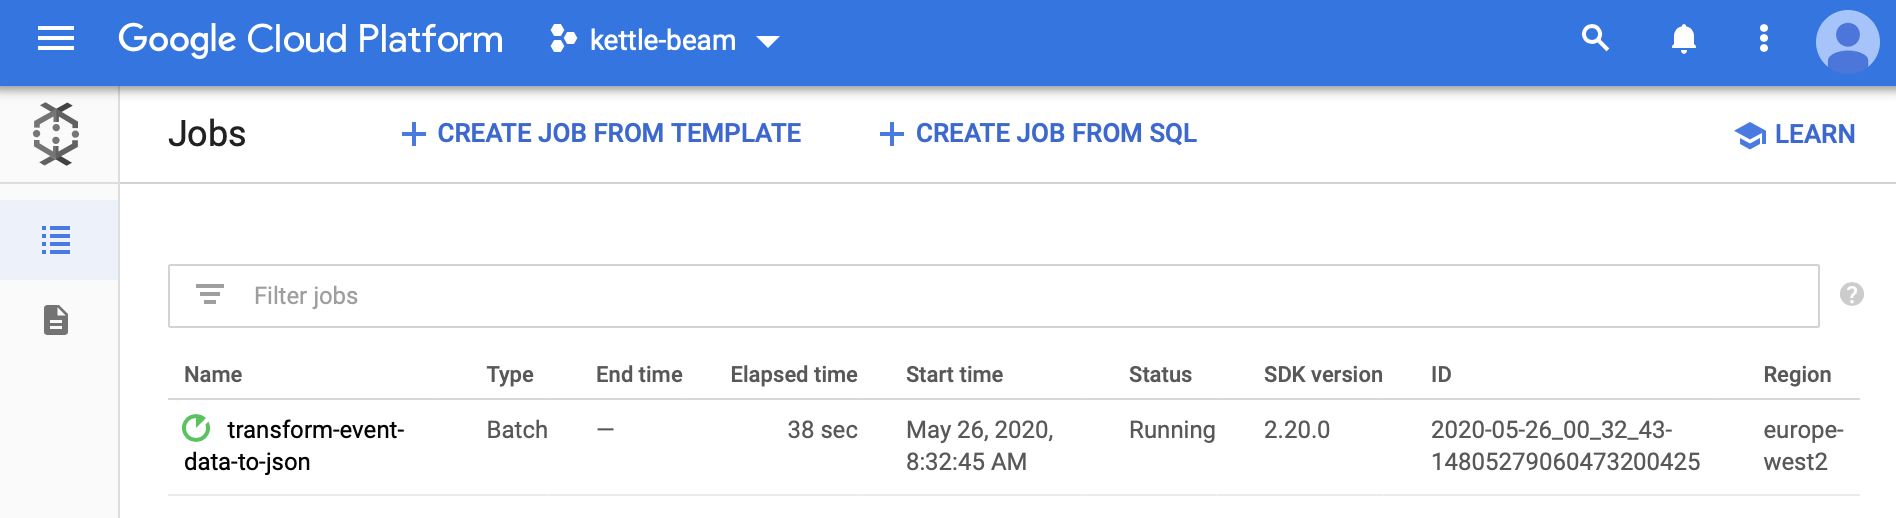 Google Cloud Platform kettle-beam
Jobs CREATE JOB FROM TEMPLATE CREATE JOB FROM SQL LEARN
Filter jobs
Name Type End time Elapsed time Start time Status SDK version ID Region
transform-event- Batch — 38 sec May 26, 2020, Running 2.20.0 2020-05-26_00_32_43- europe-
data-to-json 8:32:45 AM 14805279060473200425 west2